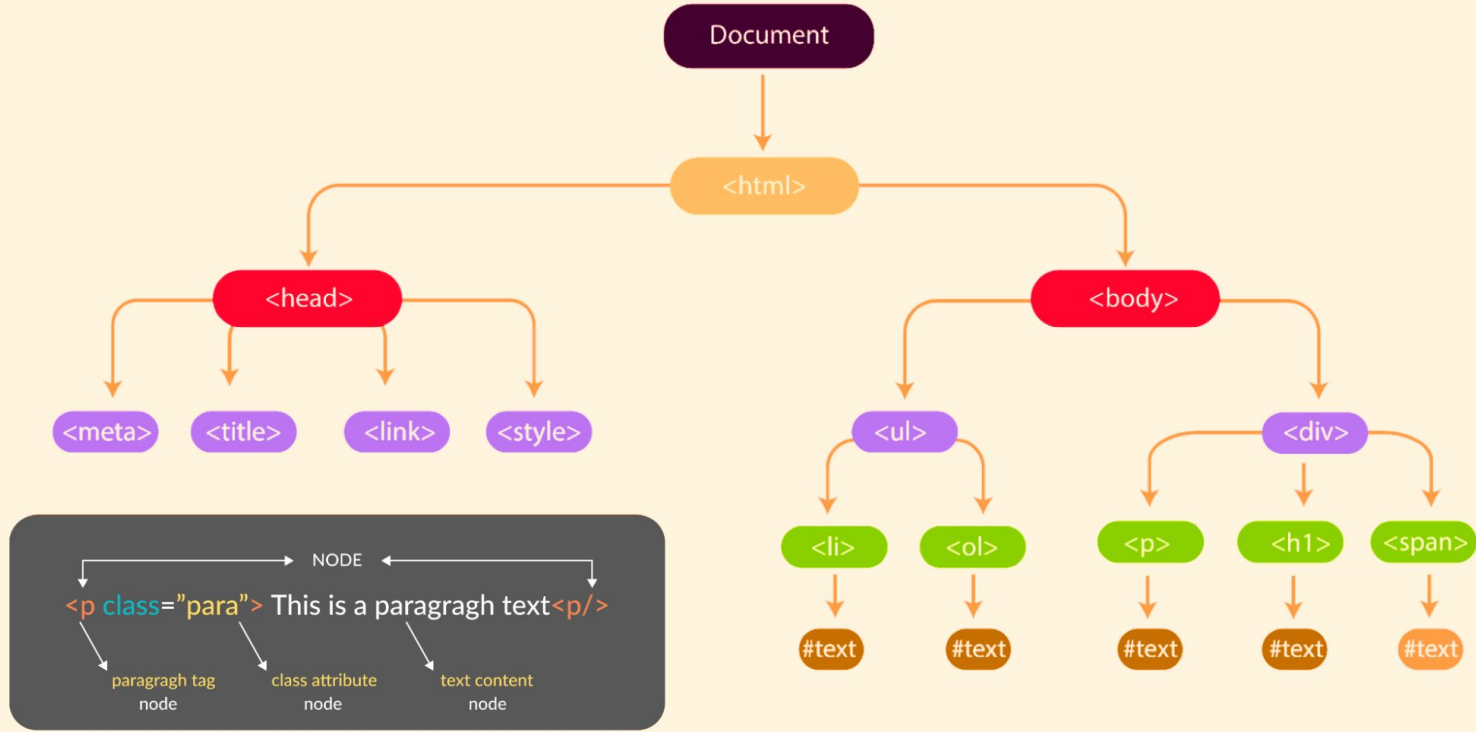 Document
<html>
<head>
<body>
<meta>
<title>
<link>
<style>
<ul>
<div>
<li>
<ol>
<p>
<h1>
<span>
#text
#text
#text
#text
#text
NODE
<p class=”para”> This is a paragragh text<p/>
paragragh tag
node
class attribute
node
text content
node